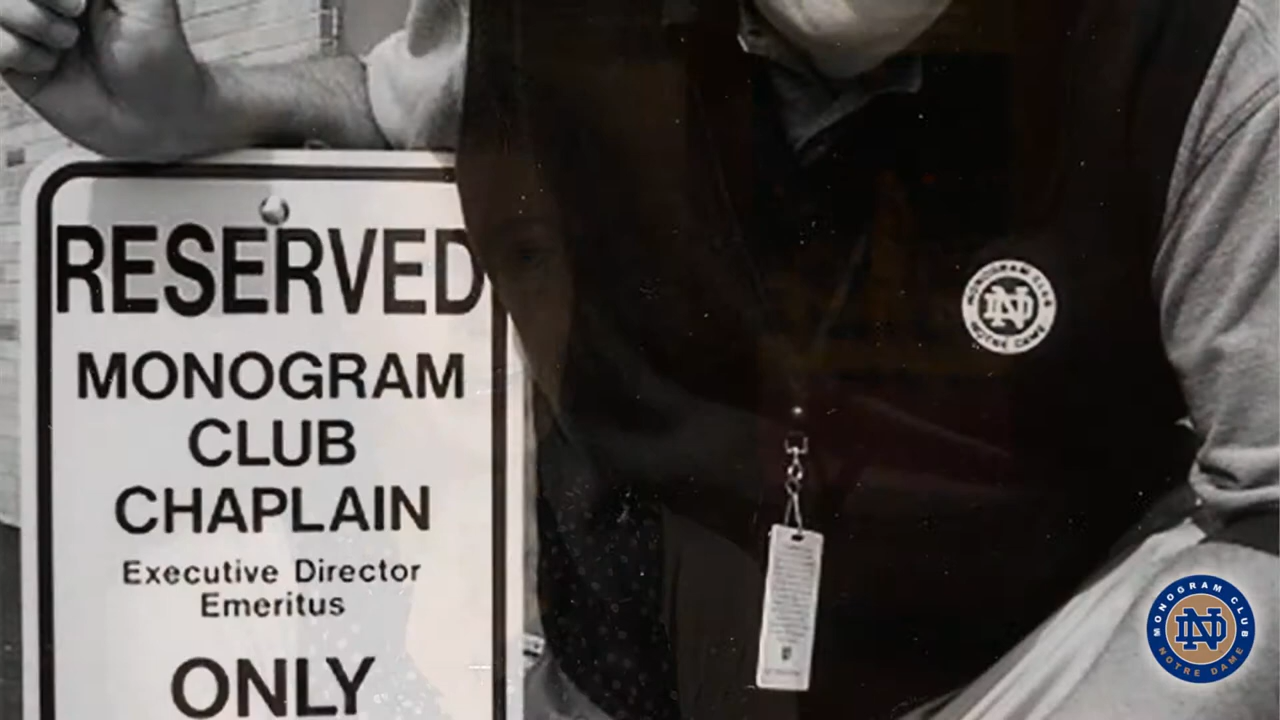 RESERVED
MONOGRAM
CLUB
CHAPLAIN
Executive Director
Emeritus
ONLY
MONOGRAM CLUB
ND
NOTRE DAME
MONOGRAM CLUB
ND
NOTRE DAME